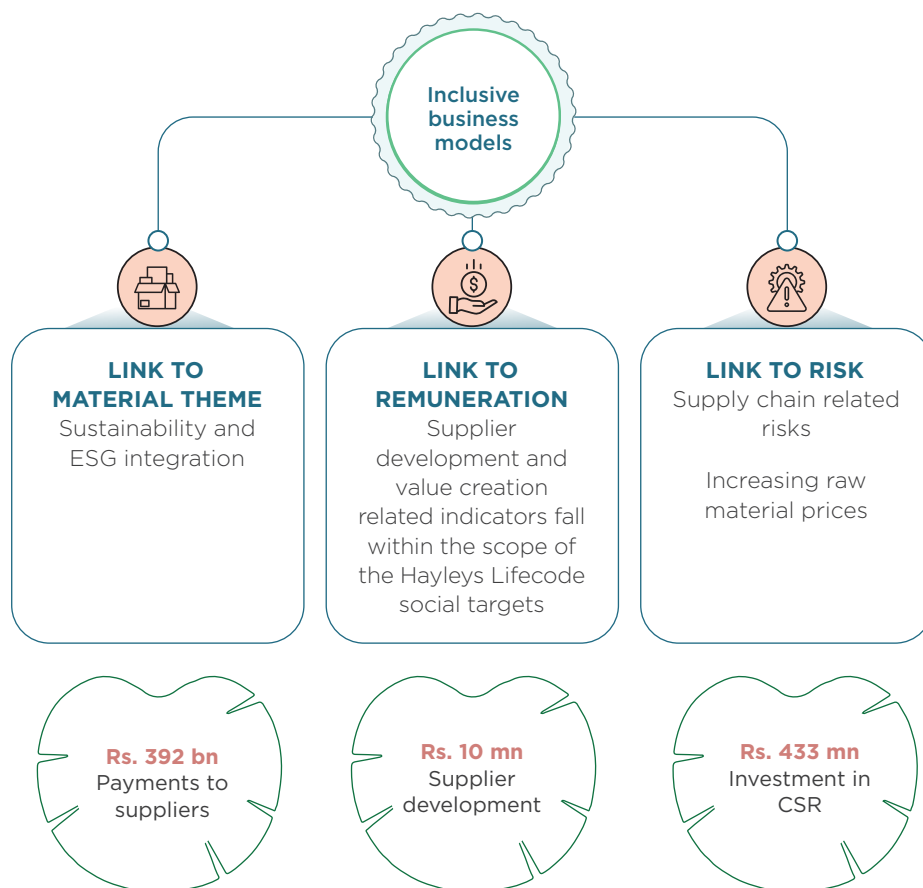 Inclusive
business
models
LINK TO
MATERIAL THEME
Sustainability and
ESG integration
LINK TO
REMUNERATION
Supplier
development and
value creation
related indicators fall
within the scope of
the Hayleys Lifecode
social targets
LINK TO RISK
Supply chain related
risks
Increasing raw
material prices
Rs. 392 bn
Payments to
suppliers
Rs. 10 mn
Supplier
development
Rs. 433 mn
Investment in
CSR